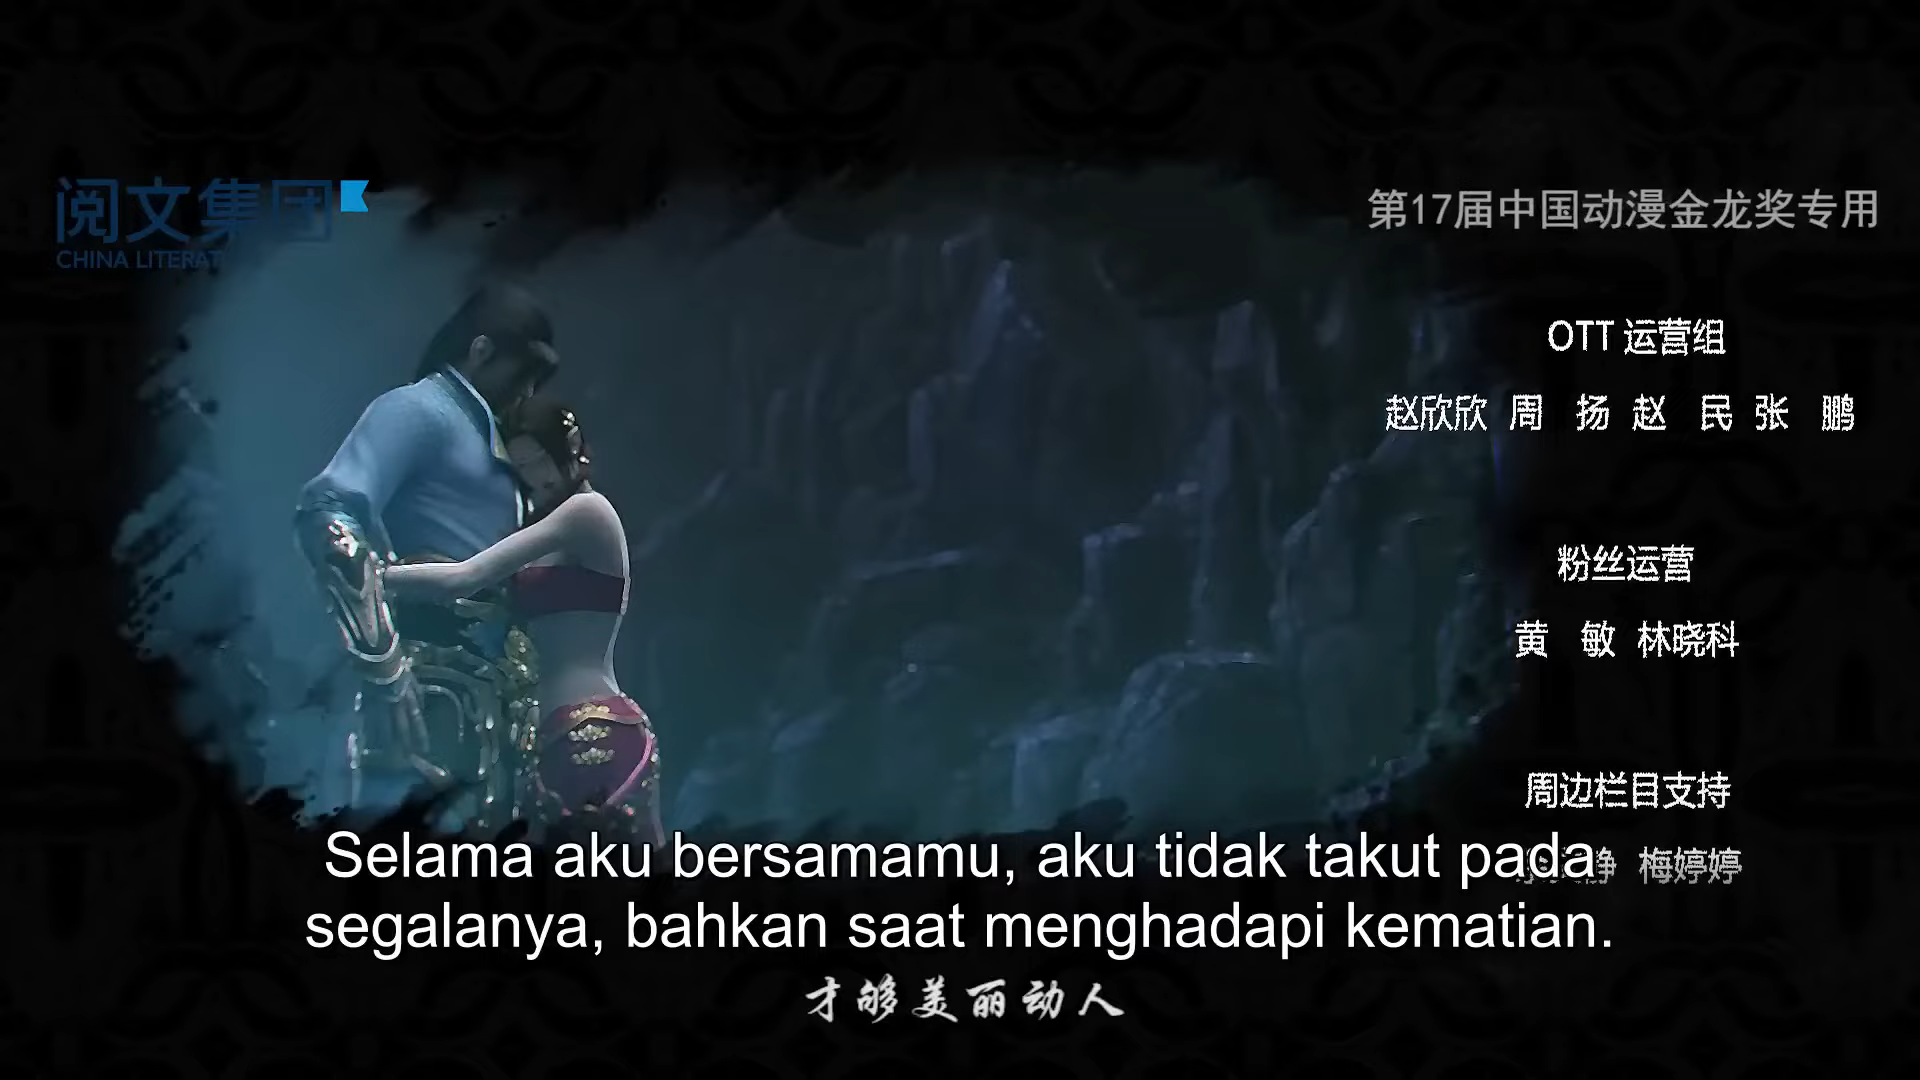 阅文集团
CHINA LITERAT
第17届中国动漫金龙奖专用
OTT 运营组
赵欣欣 周 扬 赵 民 张 鹏
粉丝运营
黄 敏 林晓科
周边栏目支持
静 梅婷婷
Selama aku bersamamu, aku tidak takut pada
segalanya, bahkan saat menghadapi kematian.
才够美丽动人